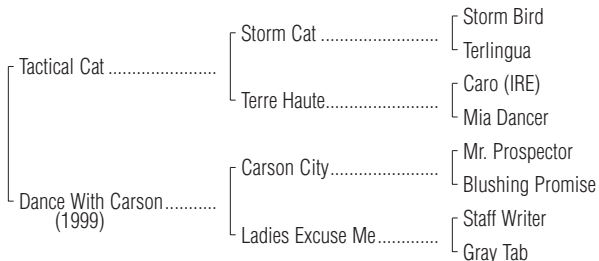 Storm Bird
Storm Cat ........................
Terlingua
Tactical Cat ......................
Caro (IRE)
Terre Haute.......................
Mia Dancer
Mr. Prospector
Carson City......................
Blushing Promise
Dance With Carson..........
(1999)
Staff Writer
Ladies Excuse Me.............
Gray Tab